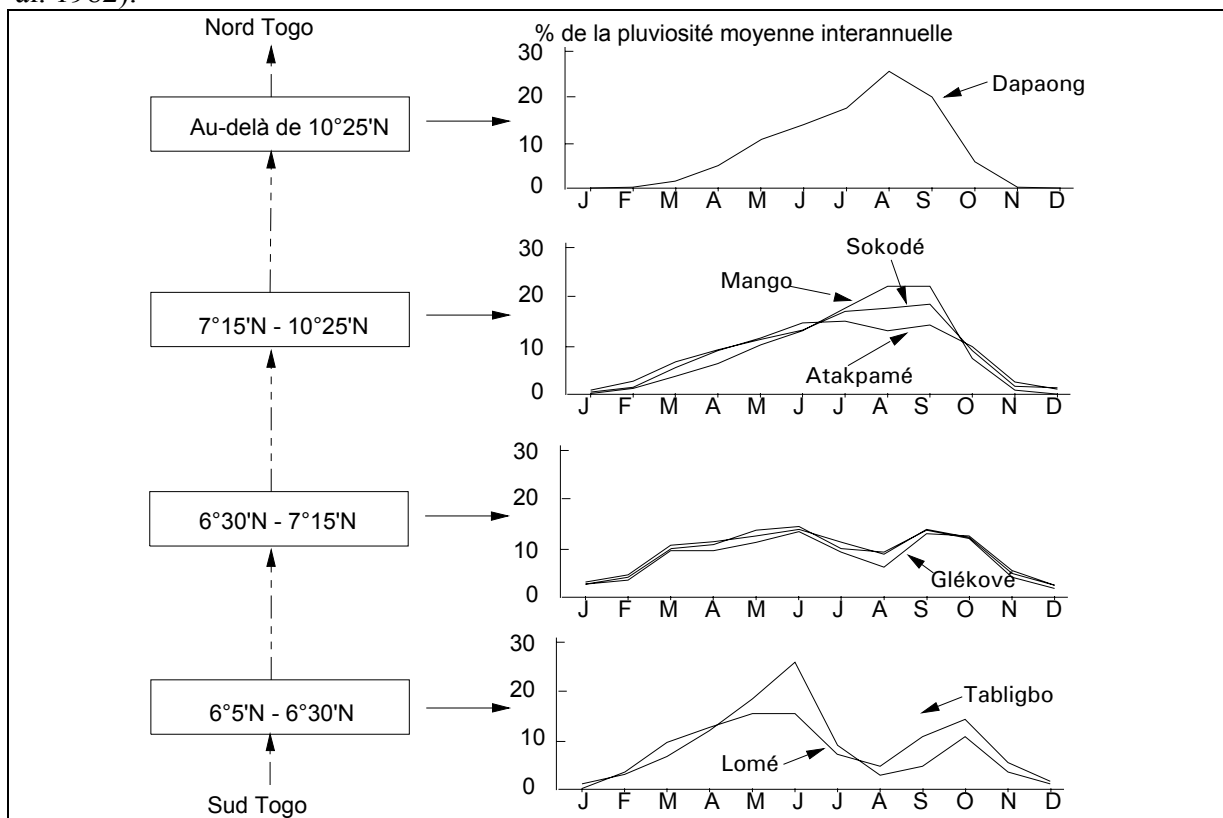 al. 1982).
Nord Togo
% de la pluviosité moyenne interannuelle
30
20
10
0
Dapaong
Au-delà de 10°25'N
J F M A M J J A S O N D
30
20
10
0
Sokodé
Mango
Atakpamé
7°15'N - 10°25'N
J F M A M J J A S O N D
30
20
10
0
Glékové
6°30'N - 7°15'N
J F M A M J J A S O N D
30
20
10
0
Tabligbo
Lomé
6°5'N - 6°30'N
J F M A M J J A S O N D
Sud Togo